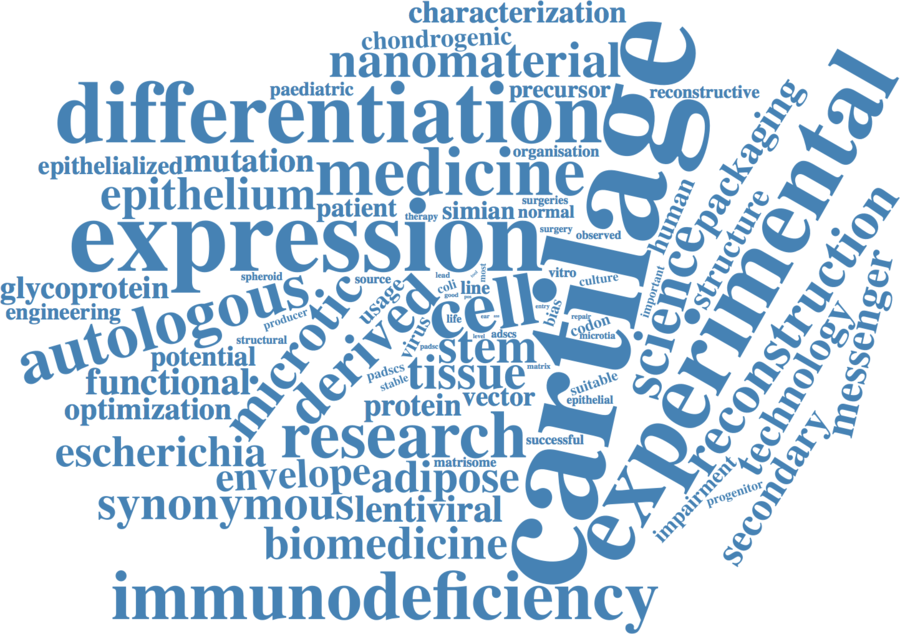 characterization
chondrogenic
nanomaterial
paediatric
precursor
reconstructive
differentiation
cartilage
experimental
packaging
organisation
epithelialized
mutation
medicine
epithelium
patient
therapy
simian
surgeries
normal
human
expression
surgery
observed
science
structure
reconstruction
glycoprotein
spheroid
source
lead
most
coli
line
vitro
culture
important
engineering
autologous
microtic
usage
derived
good
cell
entry
bias
messenger
producer
virus
life
ear
repair
codon
microtia
structural
potential
level
adscs
padsc
stem
technology
functional
padscs
stable
tissue
matrix
suitable
optimization
protein
vector
epithelial
secondary
research
successful
escherichia
matrisome
impairment
progenitor
envelope
adipose
synonymous
lentiviral
biomedicine
immunodeficiency